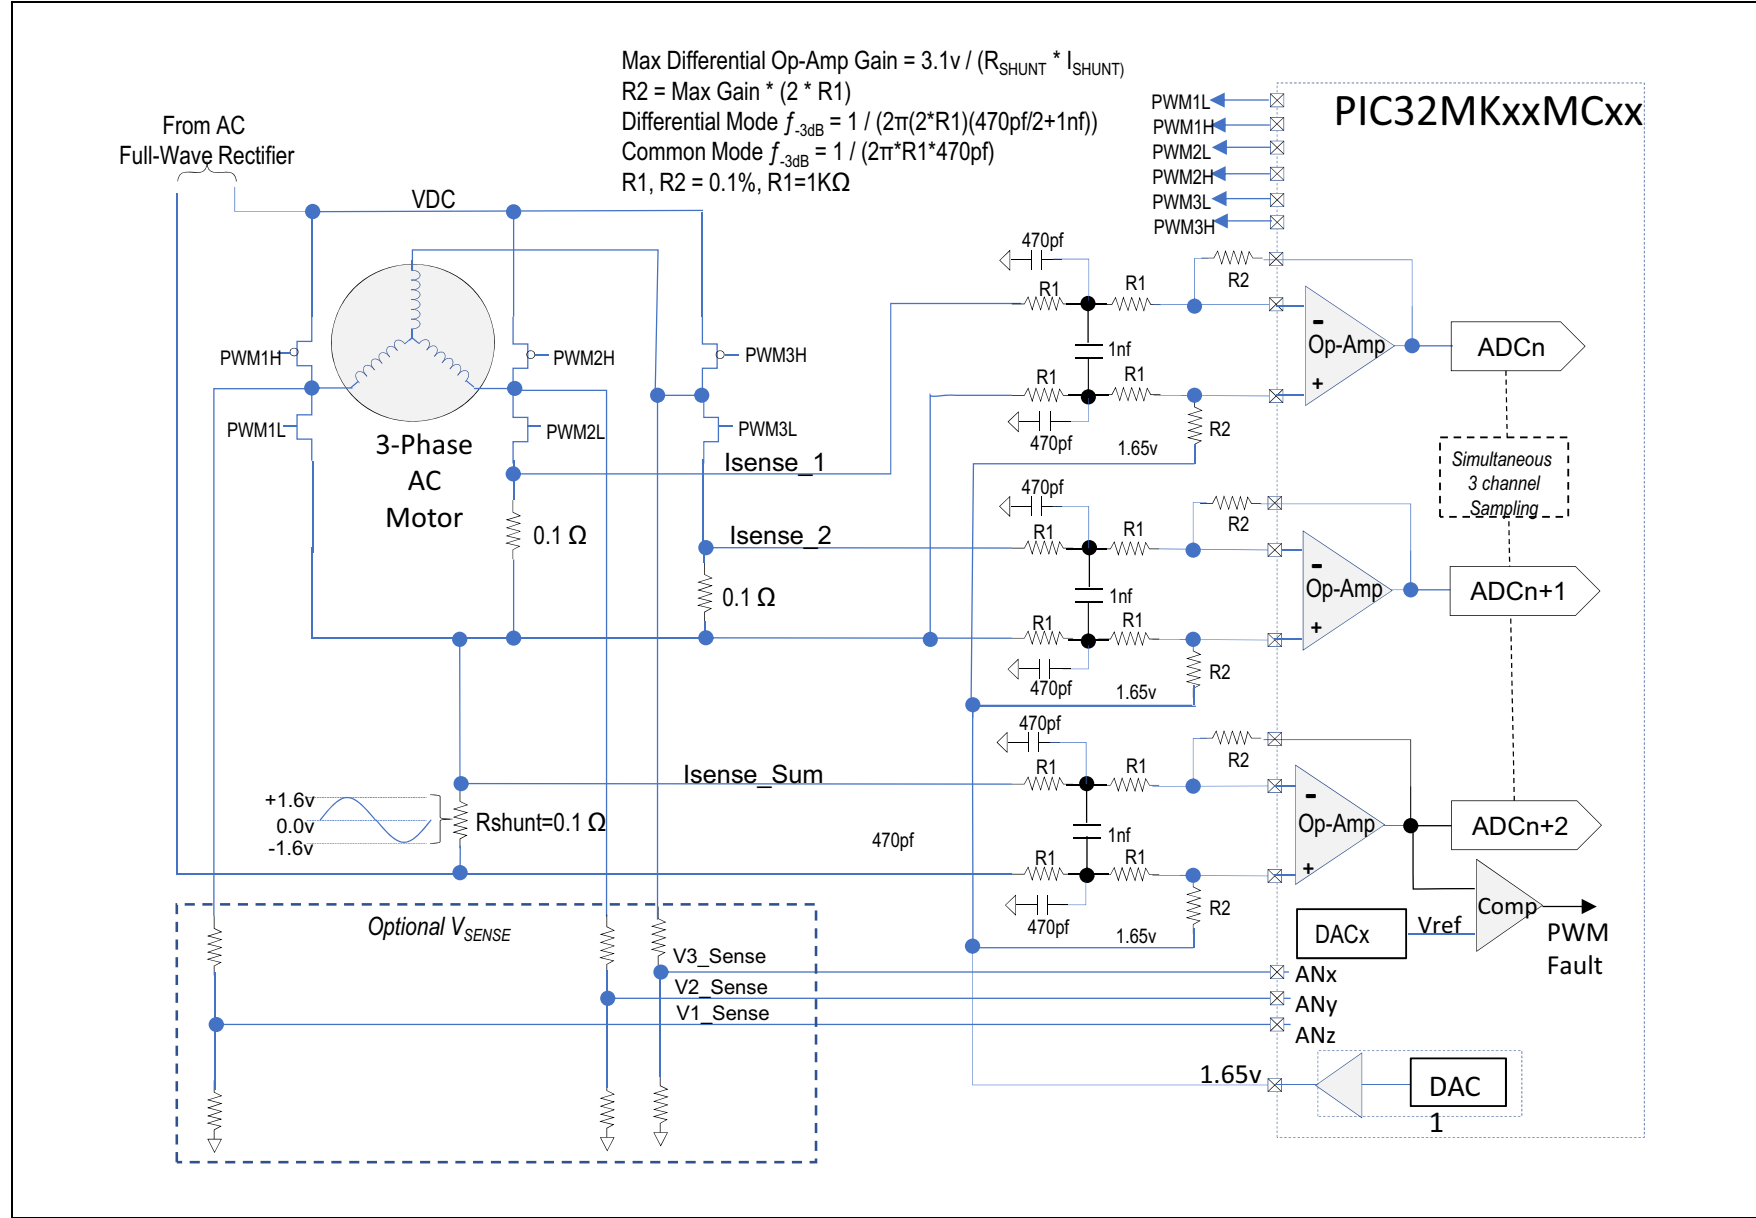 Max Differential Op-Amp Gain = 3.1v / (RSHUNT * ISHUNT)
R2 = Max Gain * (2 * R1)
Differential Mode ƒ-3dB = 1 / (2π(2*R1)(470pf/2+1nf))
Common Mode ƒ-3dB = 1 / (2π*R1*470pf)
R1, R2 = 0.1%, R1=1KΩ
From AC
Full-Wave Rectifier
VDC
PIC32MKxxMCxx
PWM1L
PWM1H
PWM2L
PWM2H
PWM3L
PWM3H
PWM1H
PWM2H
PWM3H
PWM1L
PWM2L
PWM3L
3-Phase
AC
Motor
Isense_1
0.1 Ω
Isense_2
0.1 Ω
470pf
R1
R1
R2
1nf
R1
R1
470pf
R2
1.65v
-
Op-Amp
+
ADCn
Simultaneous
3 channel
Sampling
470pf
R1
R1
R2
1nf
R1
R1
470pf
R2
1.65v
-
Op-Amp
+
ADCn+1
Isense_Sum
+1.6v
0.0v
-1.6v
Rshunt=0.1 Ω
470pf
470pf
R1
R1
R2
1nf
R1
R1
470pf
R2
1.65v
-
Op-Amp
+
ADCn+2
Comp
DACx
Vref
PWM
Fault
Optional VSENSE
V3_Sense
V2_Sense
V1_Sense
ANx
ANy
ANz
1.65v
DAC
1